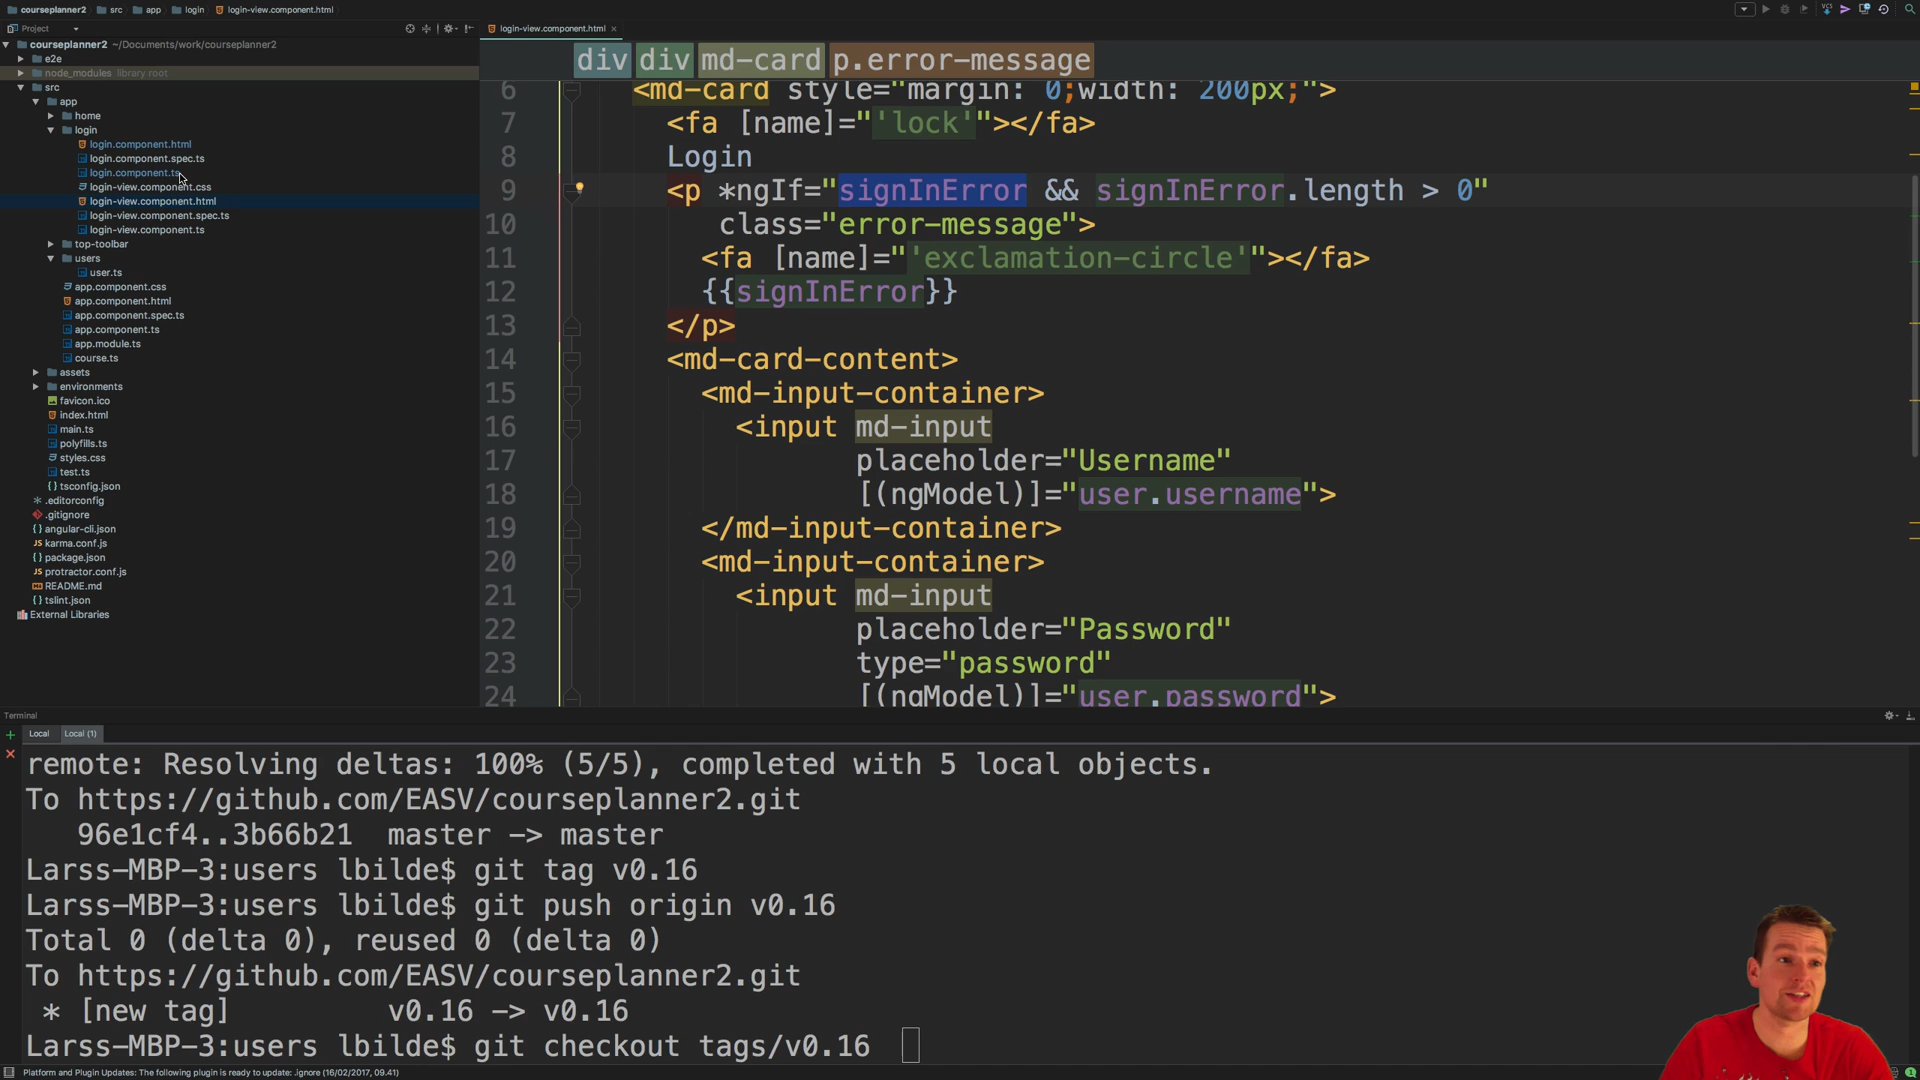 courseplanner2 src app login login-view.component.html
Project
login-view.component.html
courseplanner2 ~/Documents/work/courseplanner2
e2e
node_modules library root
src
app
home
login
login.component.html
login.component.spec.ts
login.component.ts
login-view.component.css
login-view.component.html
login-view.component.spec.ts
login-view.component.ts
top-toolbar
users
user.ts
app.component.css
app.component.html
app.component.spec.ts
app.component.ts
app.module.ts
course.ts
assets
environments
favicon.ico
index.html
main.ts
polyfills.ts
styles.css
test.ts
tsconfig.json
.editorconfig
.gitignore
angular-cli.json
karma.conf.js
package.json
protractor.conf.js
README.md
tslint.json
External Libraries
div div md-card p.error-message
6 <md-card style="margin: 0;width: 200px;">
7 <fa [name]="'lock'"></fa>
8 Login
9 <p *ngIf="signInError && signInError.length > 0"
10 class="error-message">
11 <fa [name]="'exclamation-circle'"></fa>
12 {{signInError}}
13 </p>
14 <md-card-content>
15 <md-input-container>
16 <input md-input
17 placeholder="Username"
18 [(ngModel)]="user.username">
19 </md-input-container>
20 <md-input-container>
21 <input md-input
22 placeholder="Password"
23 type="password"
24 [(ngModel)]="user.password">
Terminal
Local Local (1)
remote: Resolving deltas: 100% (5/5), completed with 5 local objects.
To https://github.com/EASV/courseplanner2.git
96e1cf4..3b66b21 master -> master
Larss-MBP-3:users lbilde$ git tag v0.16
Larss-MBP-3:users lbilde$ git push origin v0.16
Total 0 (delta 0), reused 0 (delta 0)
To https://github.com/EASV/courseplanner2.git
* [new tag] v0.16 -> v0.16
Larss-MBP-3:users lbilde$ git checkout tags/v0.16
Platform and Plugin Updates: The following plugin is ready to update: .ignore (16/02/2017, 09.41)